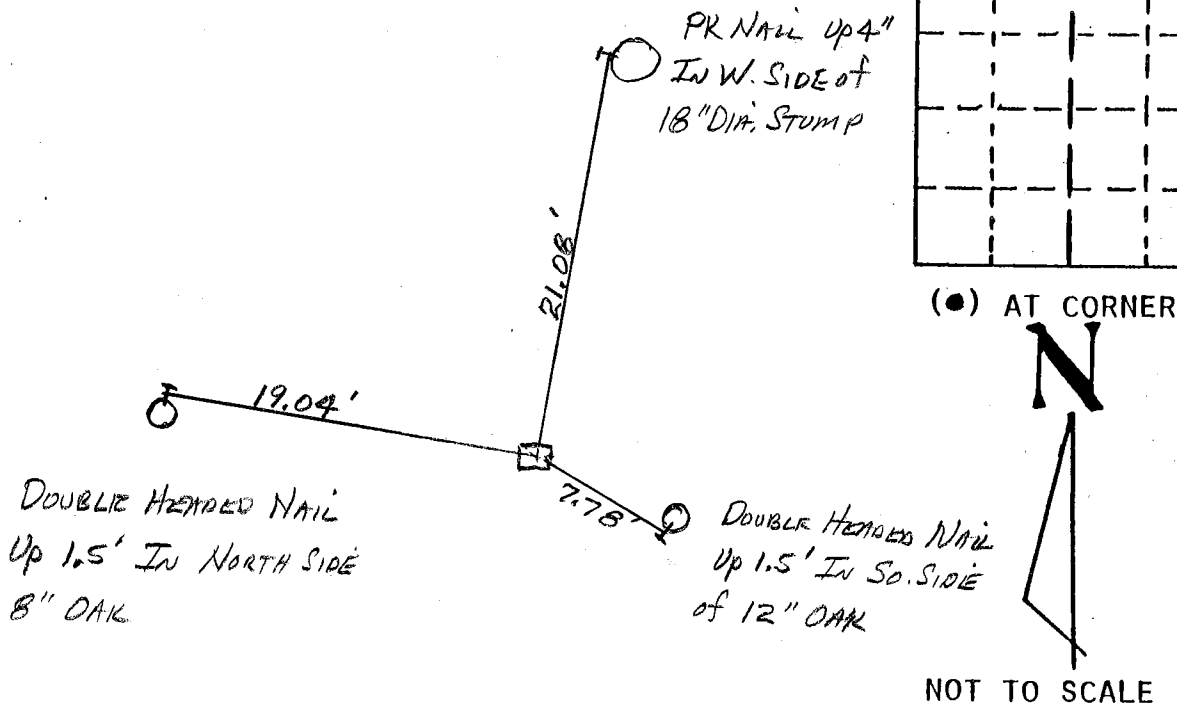 PK NAIL UP 4"
IN W. SIDE of
18" DIA. STUMP
21.08'
(●) AT CORNER
N
19.04'
7.78'
DOUBLE HEADED NAIL
Up 1.5' IN NORTH SIDE
8" OAK
DOUBLE HEADED NAIL
Up 1.5' IN SO. SIDE
of 12" OAK
NOT TO SCALE